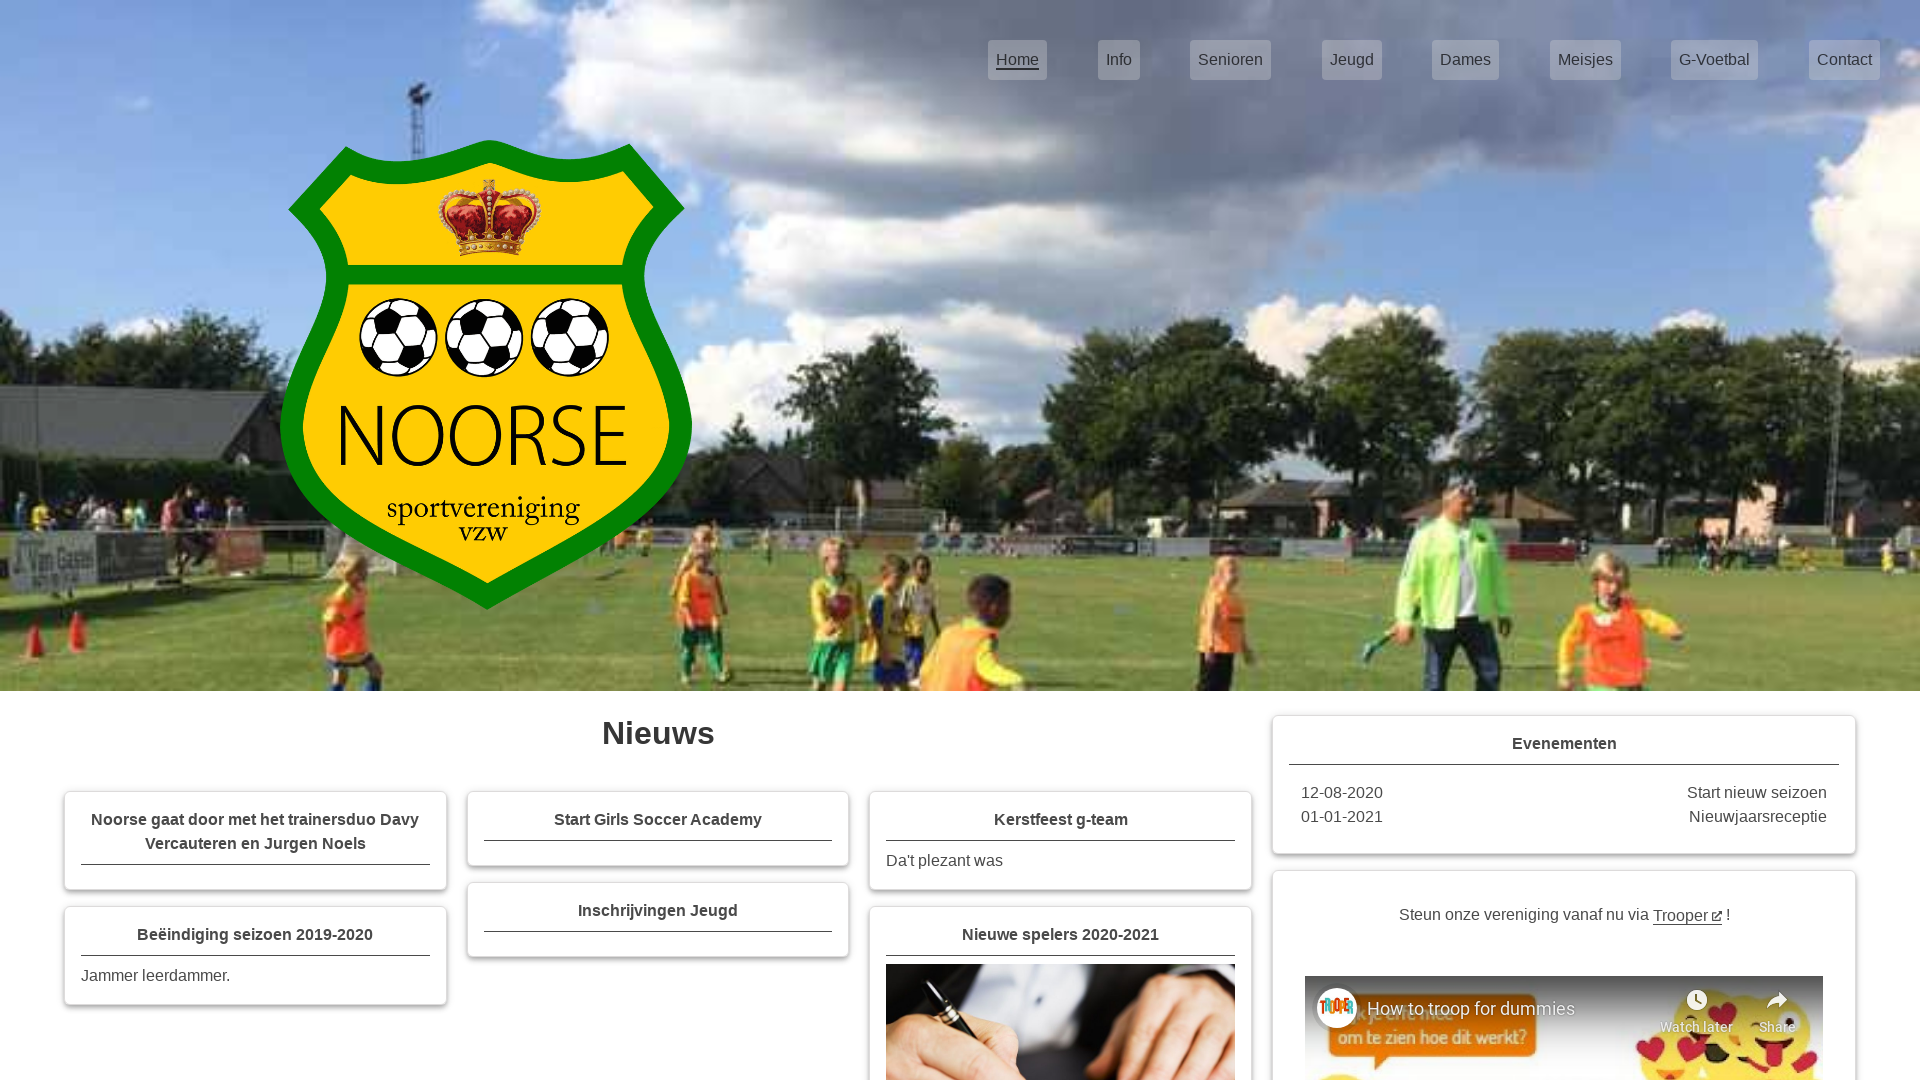 Home
Info
Senioren
Jeugd
Dames
Meisjes
G-Voetbal
Contact
NOORSE
sportvereniging
vzw
Nieuws
Noorse gaat door met het trainersduo Davy
Vercauteren en Jurgen Noels
Beëindiging seizoen 2019-2020
Jammer leerdammer.
Start Girls Soccer Academy
Inschrijvingen Jeugd
Kerstfeest g-team
Da't plezant was
Nieuwe spelers 2020-2021
Evenementen
12-08-2020 Start nieuw seizoen
01-01-2021 Nieuwjaarsreceptie
Steun onze vereniging vanaf nu via Trooper !
TROOPER
How to troop for dummies
Watch later
Share
om te zien hoe dit werkt?